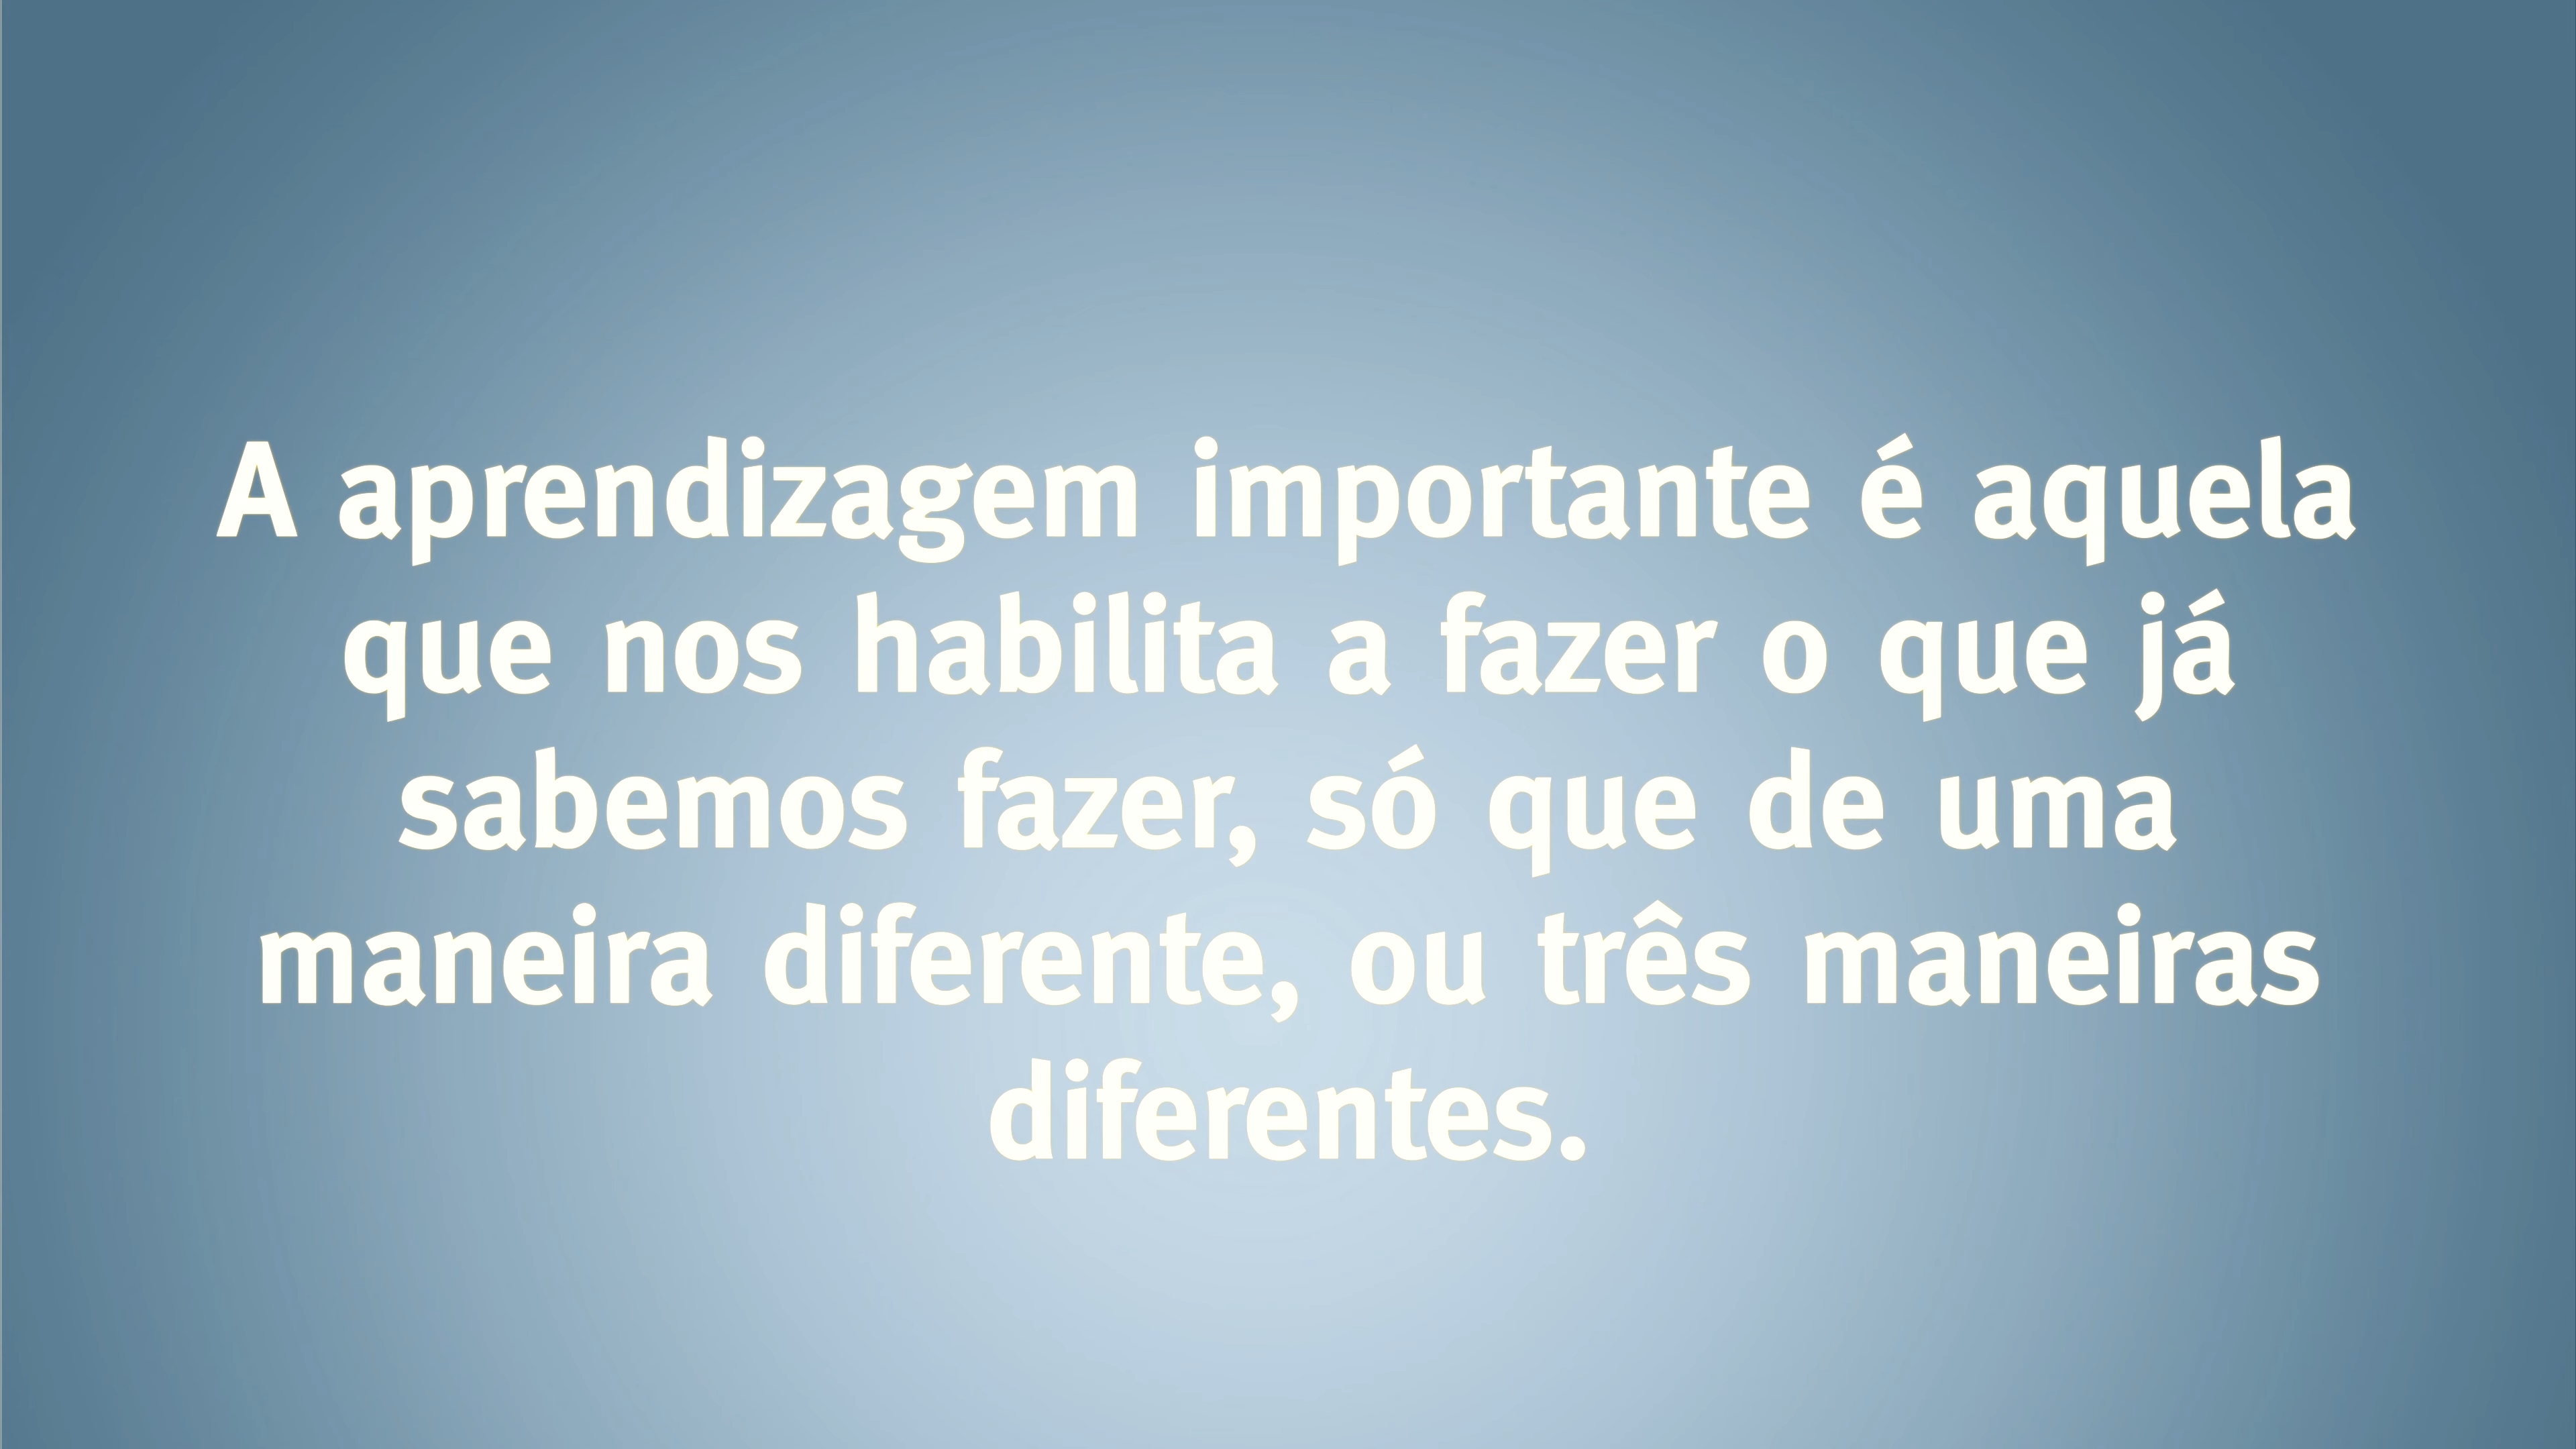 A aprendizagem importante é aquela
que nos habilita a fazer o que já
sabemos fazer, só que de uma
maneira diferente, ou três maneiras
diferentes.